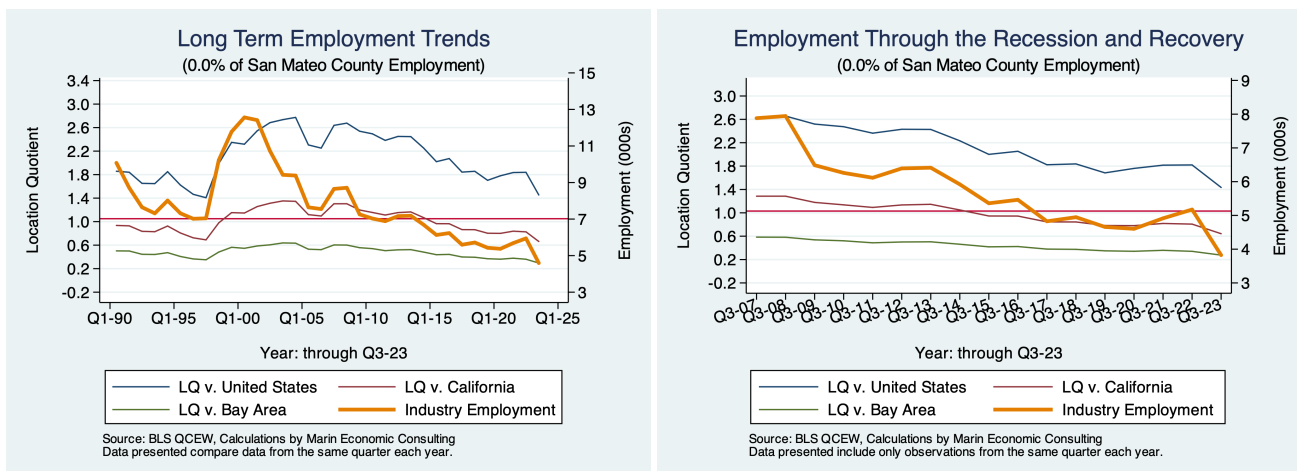 Long Term Employment Trends
(0.0% of San Mateo County Employment)
Location Quotient
3.4
3.0
2.6
2.2
1.8
1.4
1.0
0.6
0.2
-0.2
15
13
11
9
7
5
3
Employment (000s)
Q1-90 Q1-95 Q1-00 Q1-05 Q1-10 Q1-15 Q1-20 Q1-25
Year: through Q3-23
LQ v. United States LQ v. California
LQ v. Bay Area Industry Employment
Source: BLS QCEW, Calculations by Marin Economic Consulting
Data presented compare data from the same quarter each year.
Employment Through the Recession and Recovery
(0.0% of San Mateo County Employment)
Location Quotient
3.0
2.6
2.2
1.8
1.4
1.0
0.6
0.2
-0.2
9
8
7
6
5
4
3
Employment (000s)
Q3-07 Q3-08 Q3-09 Q3-10 Q3-11 Q3-12 Q3-13 Q3-14 Q3-15 Q3-16 Q3-17 Q3-18 Q3-19 Q3-20 Q3-21 Q3-22 Q3-23
Year: through Q3-23
LQ v. United States LQ v. California
LQ v. Bay Area Industry Employment
Source: BLS QCEW, Calculations by Marin Economic Consulting
Data presented include only observations from the same quarter each year.